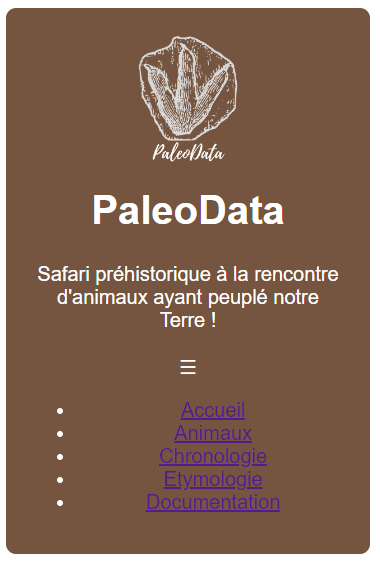 PaleoData
PaleoData
Safari préhistorique à la rencontre
d'animaux ayant peuplé notre
Terre !
☰
• Accueil
• Animaux
• Chronologie
• Etymologie
• Documentation